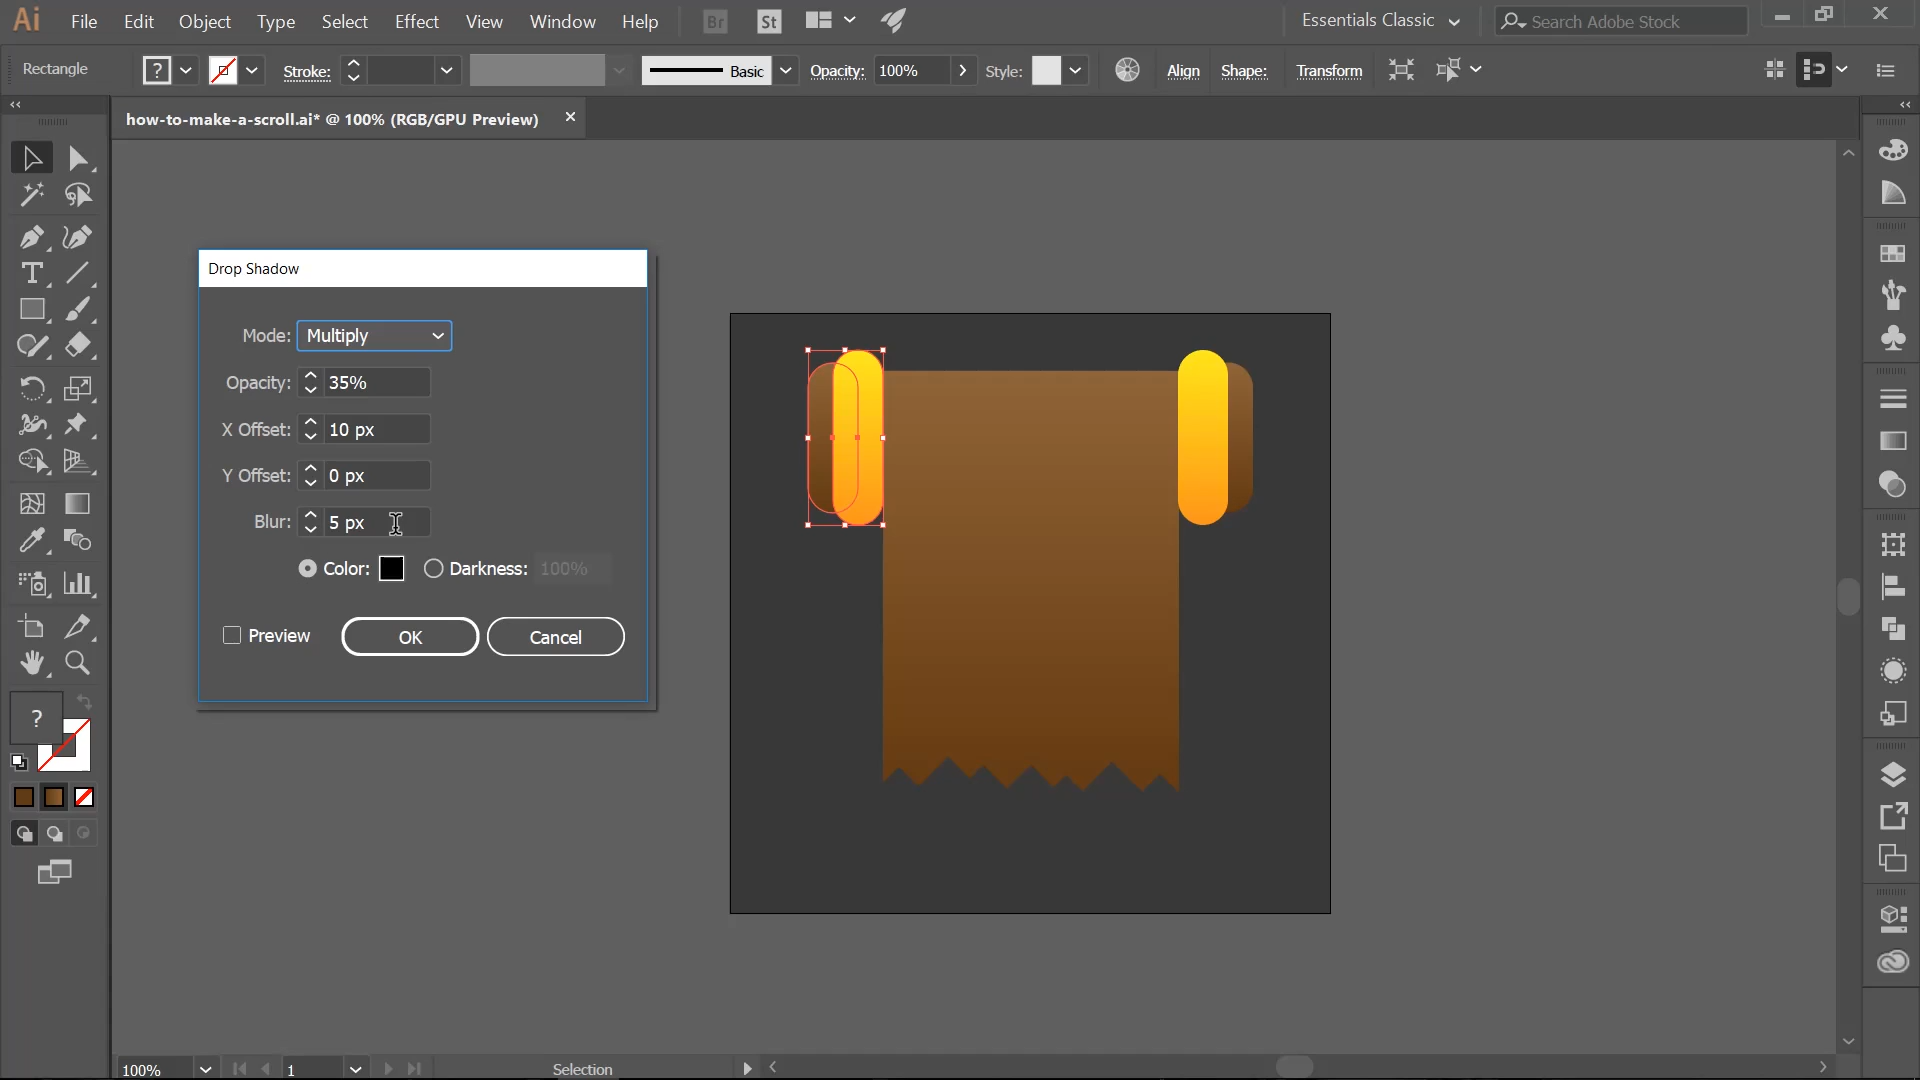 Ai File Edit Object Type Select Effect View Window Help Br St Essentials Classic Search Adobe Stock
Rectangle ? Stroke: Basic Opacity: 100% Style: Align Shape: Transform
how-to-make-a-scroll.ai* @ 100% (RGB/GPU Preview)
Drop Shadow
Mode: Multiply
Opacity: 35%
X Offset: 10 px
Y Offset: 0 px
Blur: 5 px
Color: Darkness: 100%
Preview OK Cancel
?
100% 1 Selection